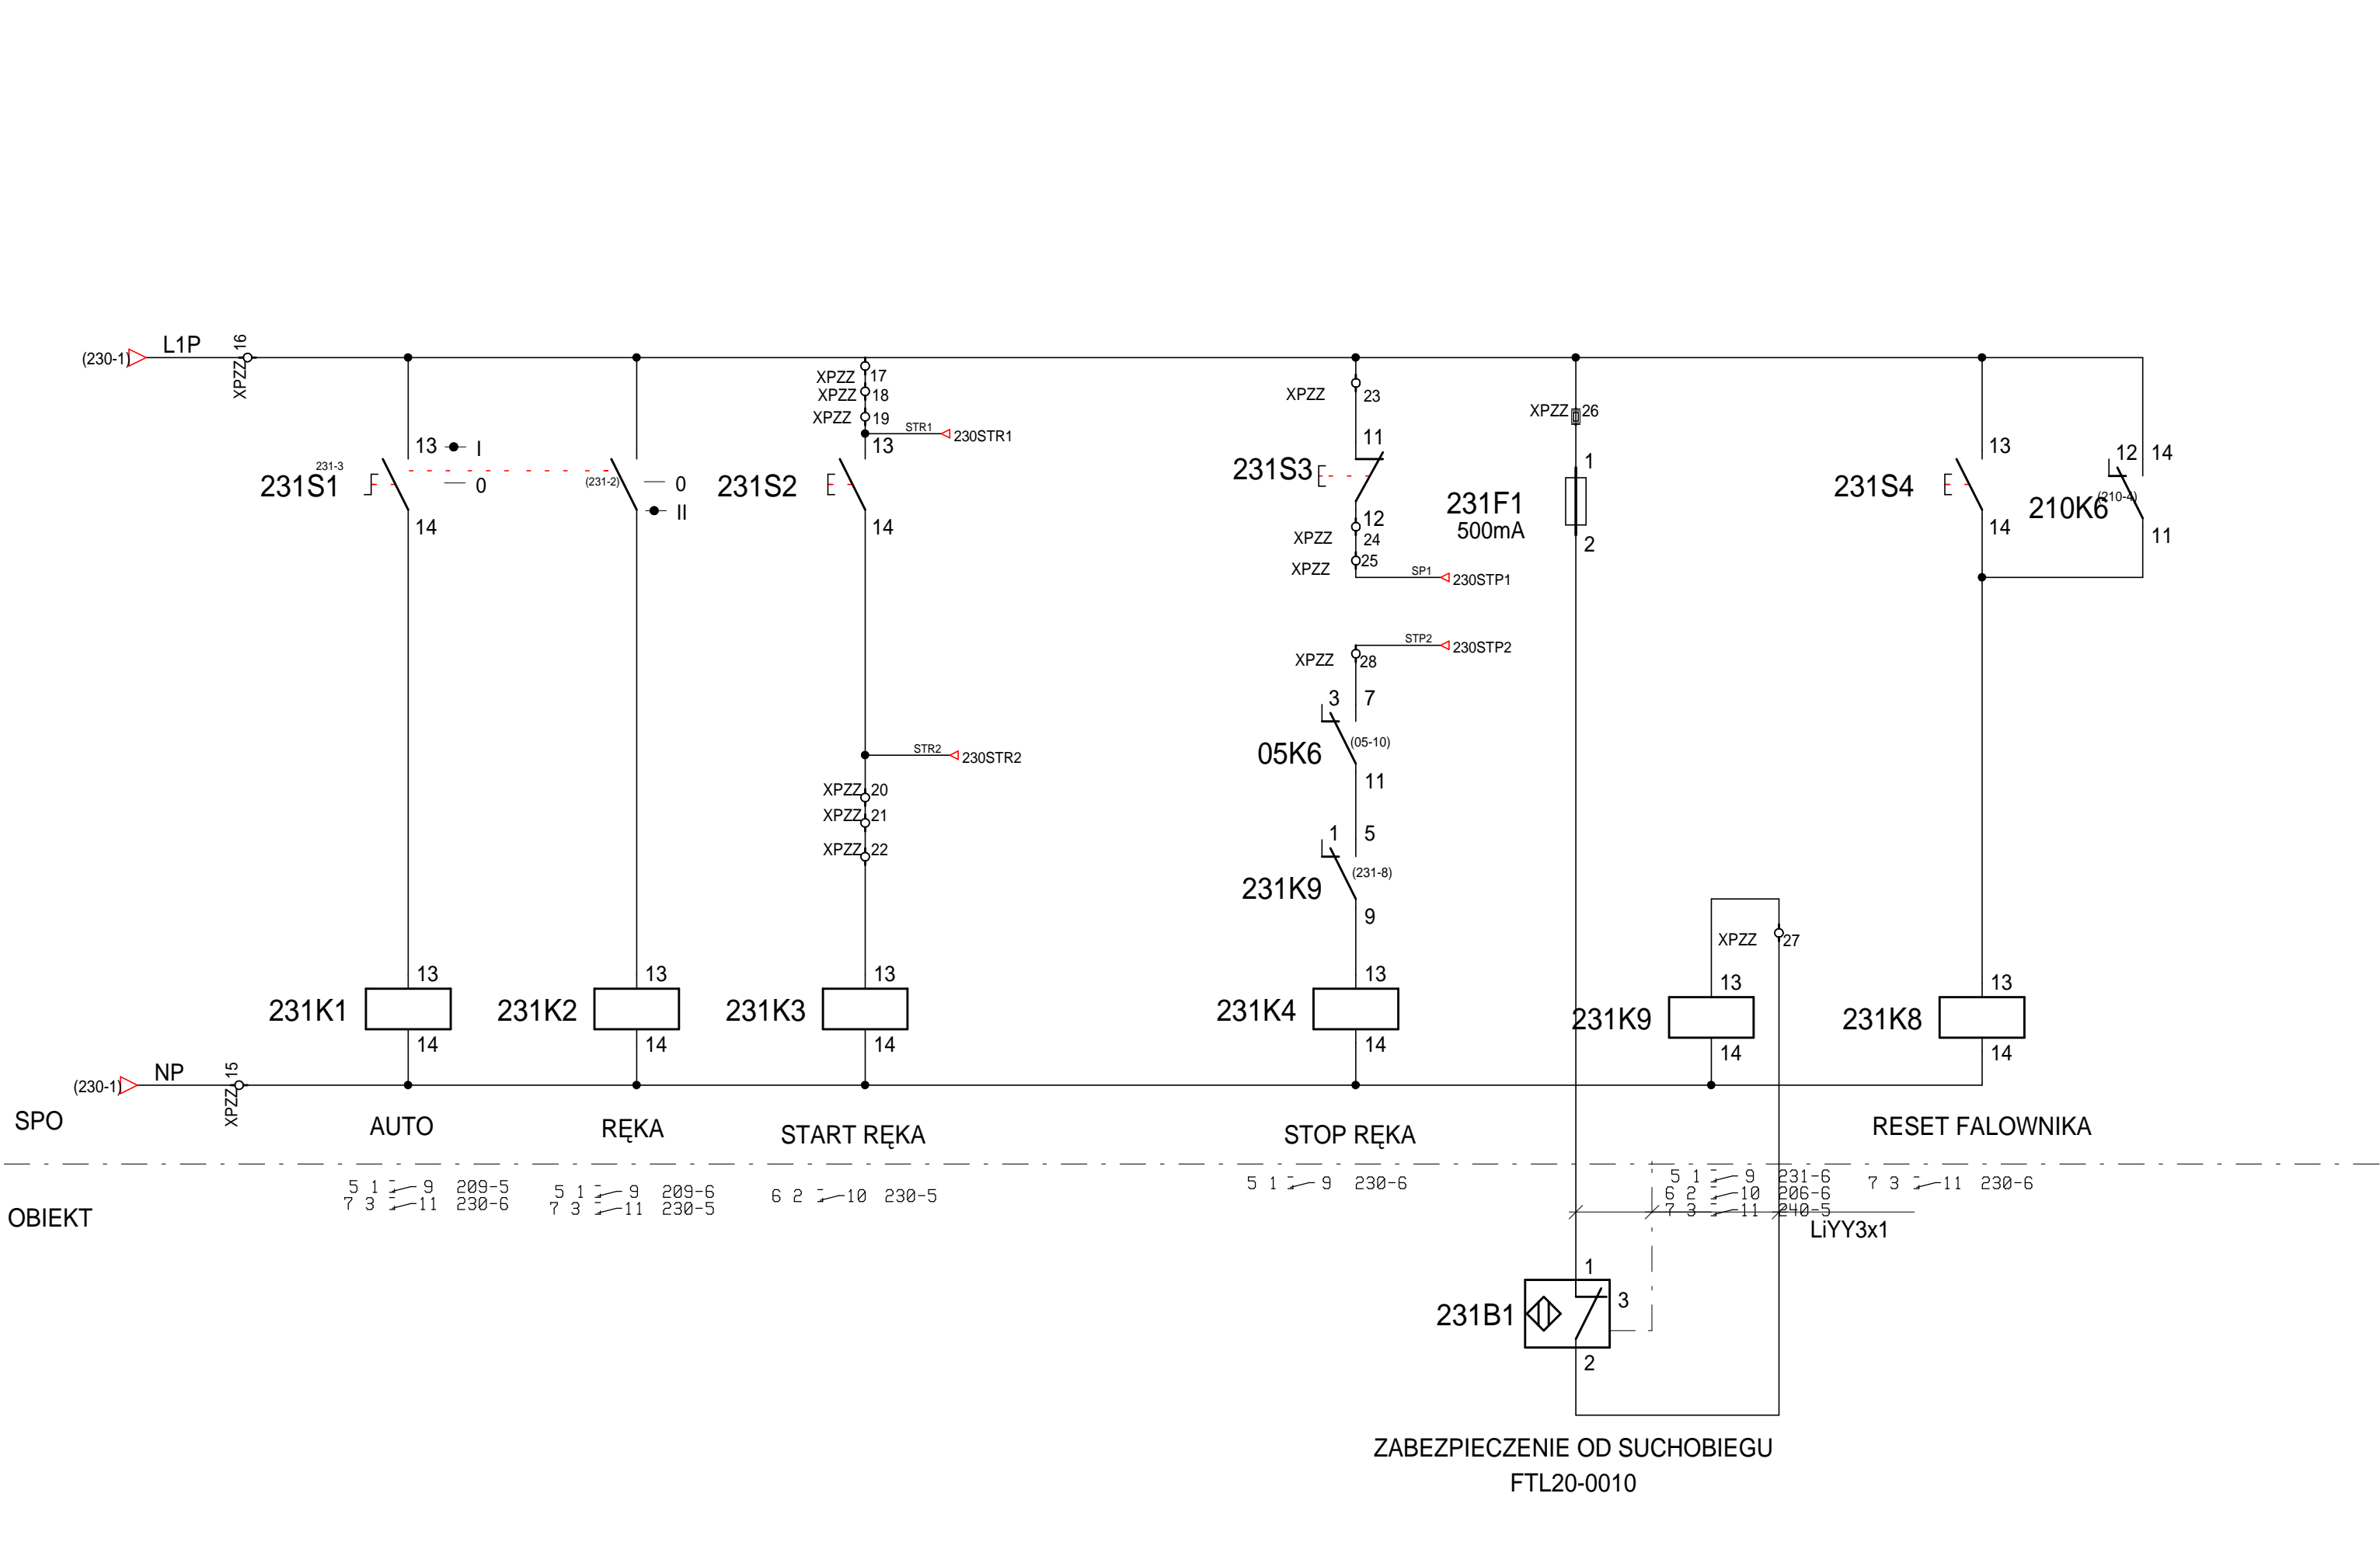 (230-1) L1P XPZZ 16
XPZZ 17
XPZZ 18
XPZZ 19
STR1 230STR1
XPZZ 23
XPZZ 26
13 I
231-3
231S1 0
14
(231-2) 0
II
13
231S2
14
11
231S3
12
XPZZ 24
XPZZ 25
SP1 230STP1
1
231F1
500mA
2
13
231S4
14
12 14
(210-4)
210K6
11
STP2 230STP2
XPZZ 28
3 7
05K6 (05-10)
11
STR2 230STR2
XPZZ 20
XPZZ 21
XPZZ 22
1 5
231K9 (231-8)
9
XPZZ 27
13
231K1
14
13
231K2
14
13
231K3
14
13
231K4
14
13
231K9
14
13
231K8
14
(230-1) NP XPZZ 15
SPO
AUTO
RĘKA
START RĘKA
STOP RĘKA
RESET FALOWNIKA
OBIEKT
5 1 9 209-5
7 3 11 230-6
5 1 9 209-6
7 3 11 230-5
6 2 10 230-5
5 1 9 230-6
5 1 9 231-6
6 2 10 206-6
7 3 11 240-5
7 3 11 230-6
LiYY3x1
1
231B1 3
2
ZABEZPIECZENIE OD SUCHOBIEGU
FTL20-0010